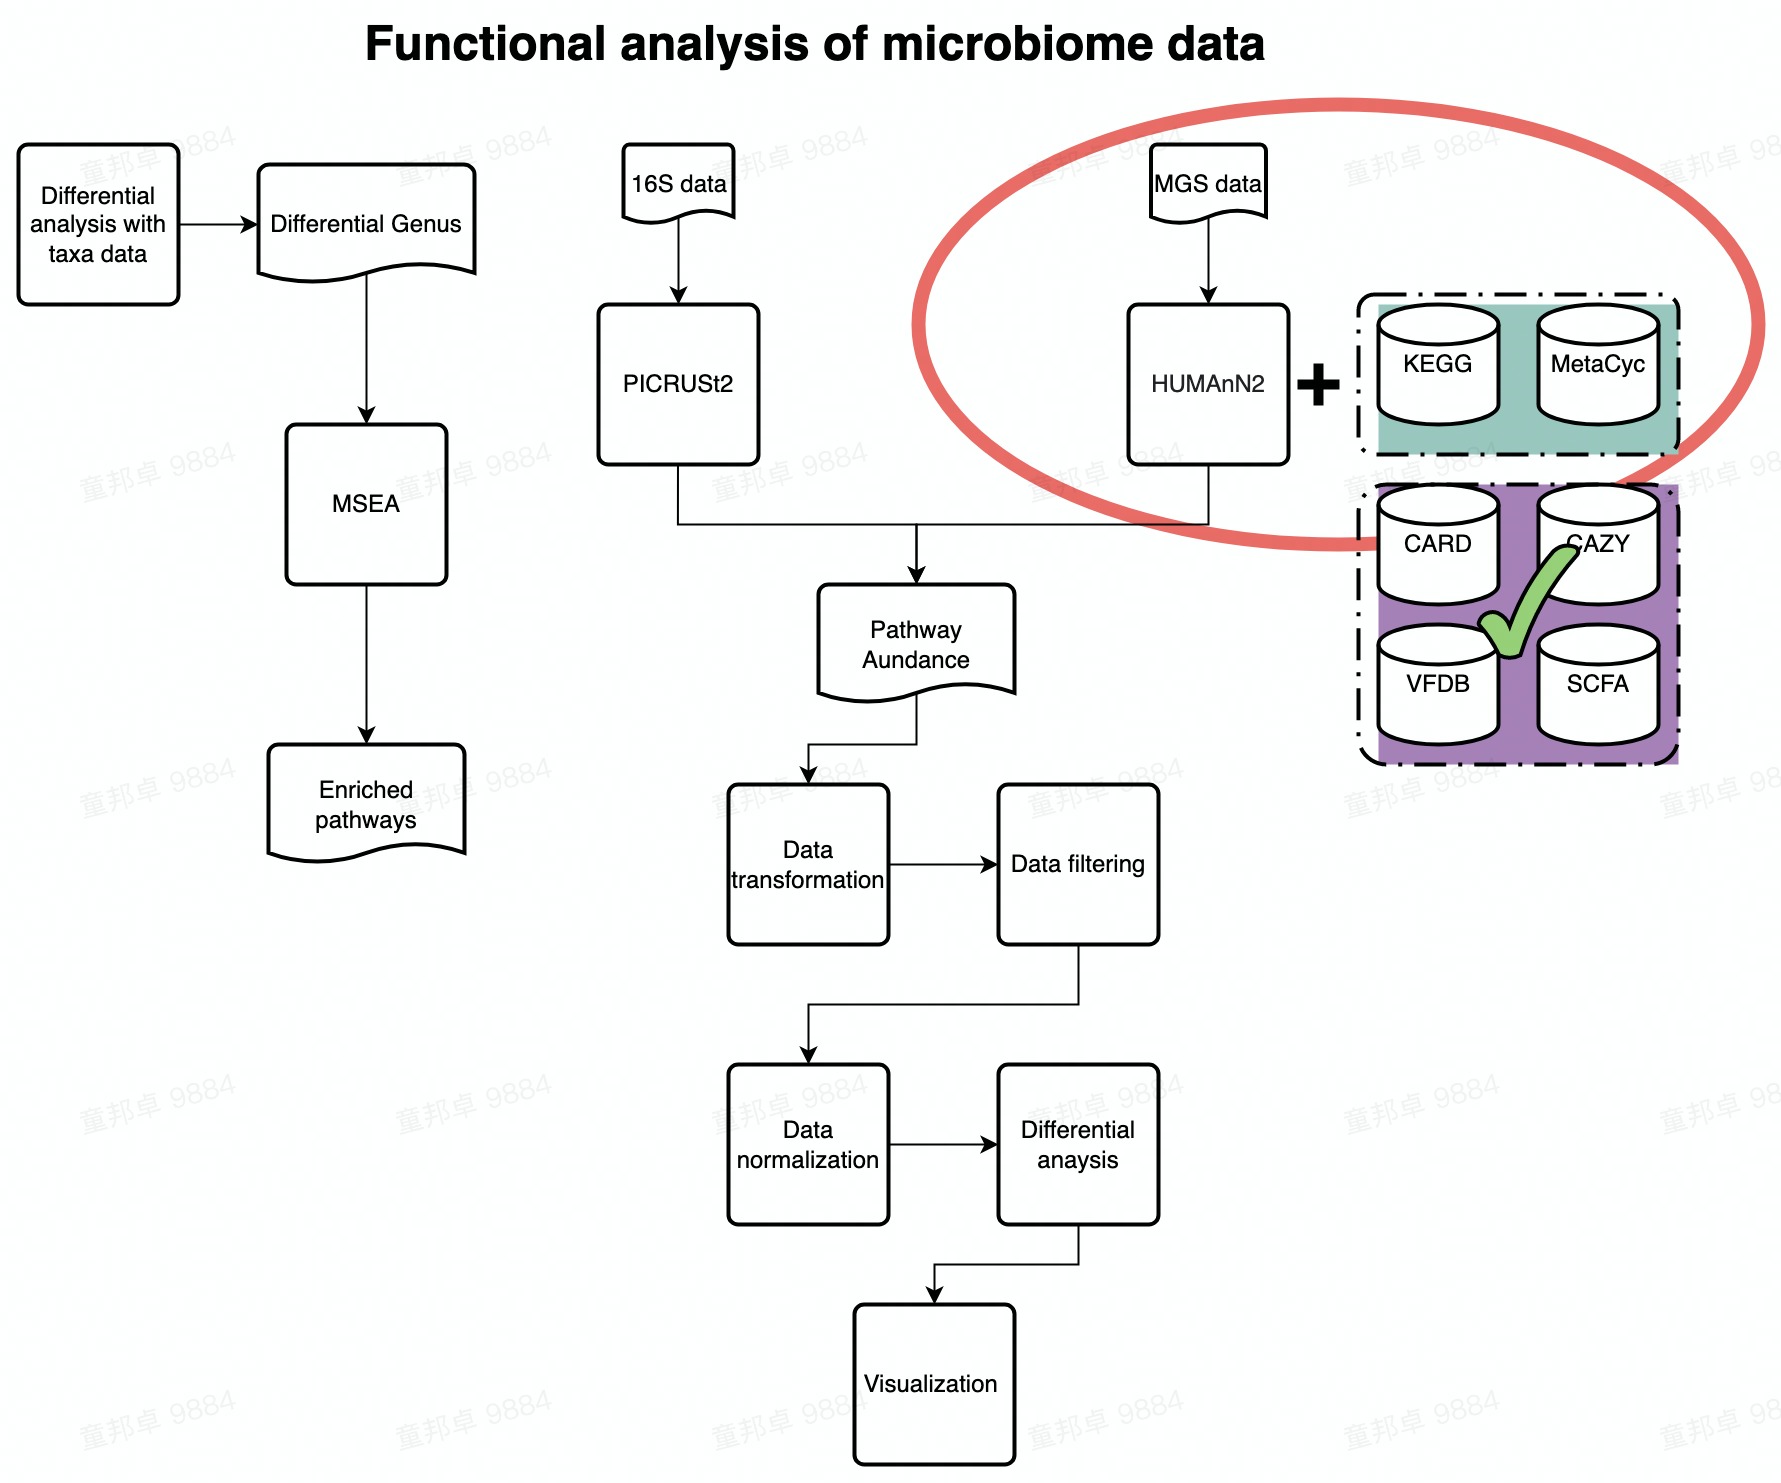 Functional analysis of microbiome data
Differential
analysis with
taxa data
Differential Genus
MSEA
Enriched
pathways
16S data
PICRUSt2
MGS data
HUMAnN2
+
KEGG
MetaCyc
CARD
CAZY
VFDB
SCFA
Pathway
Aundance
Data
transformation
Data filtering
Data
normalization
Differential
anaysis
Visualization
童邦卓 9884